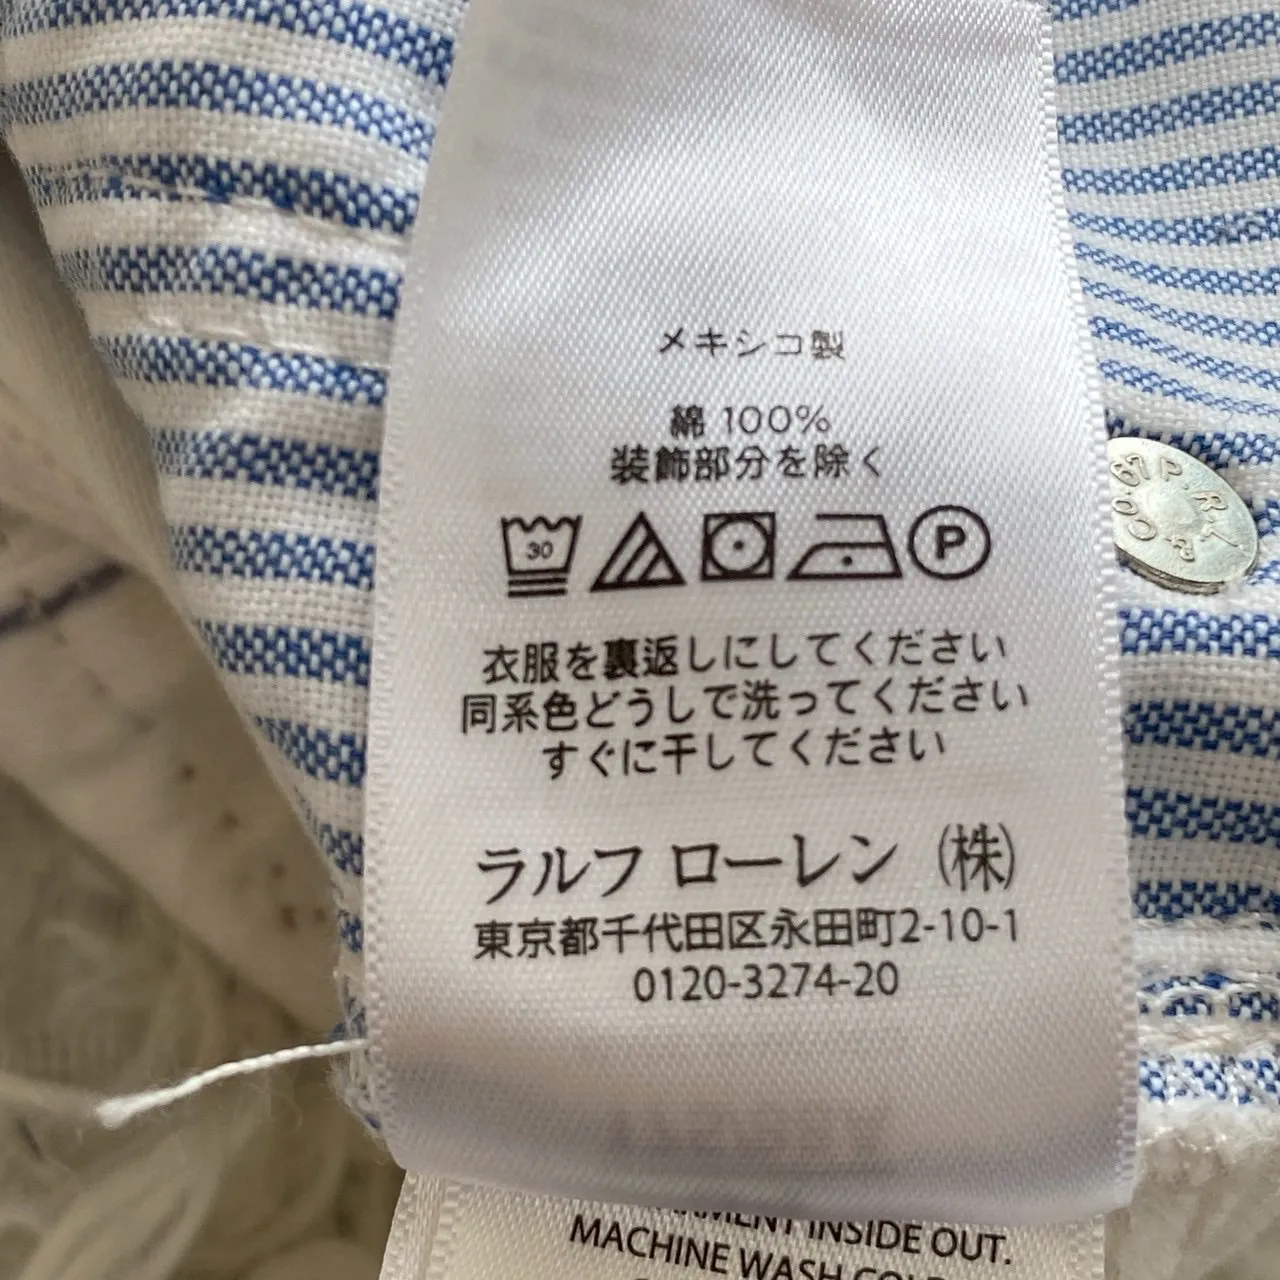 メキシコ製
綿 100%
装飾部分を除く
30
P
衣服を裏返しにしてください
同系色どうしで洗ってください
すぐに干してください
ラルフ ローレン (株)
東京都千代田区永田町2-10-1
0120-3274-20
P.R.L. & CO. 67
INSIDE OUT.
MACHINE WASH